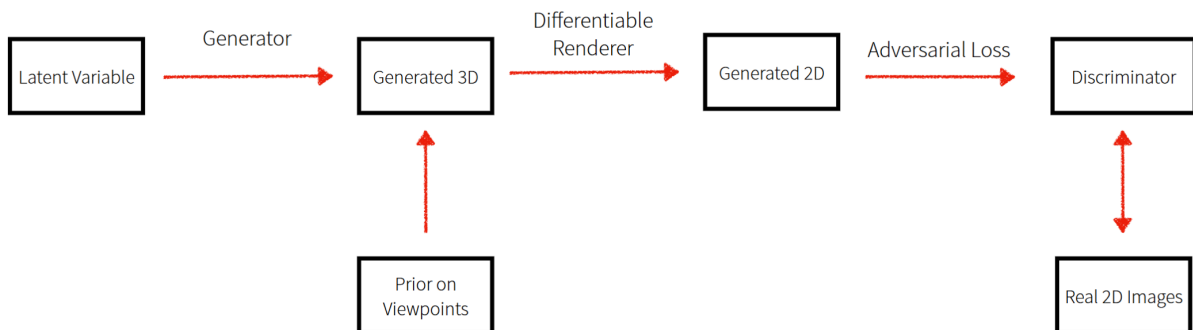 Generator
Differentiable
Renderer
Adversarial Loss
Latent Variable
Generated 3D
Generated 2D
Discriminator
Prior on
Viewpoints
Real 2D Images